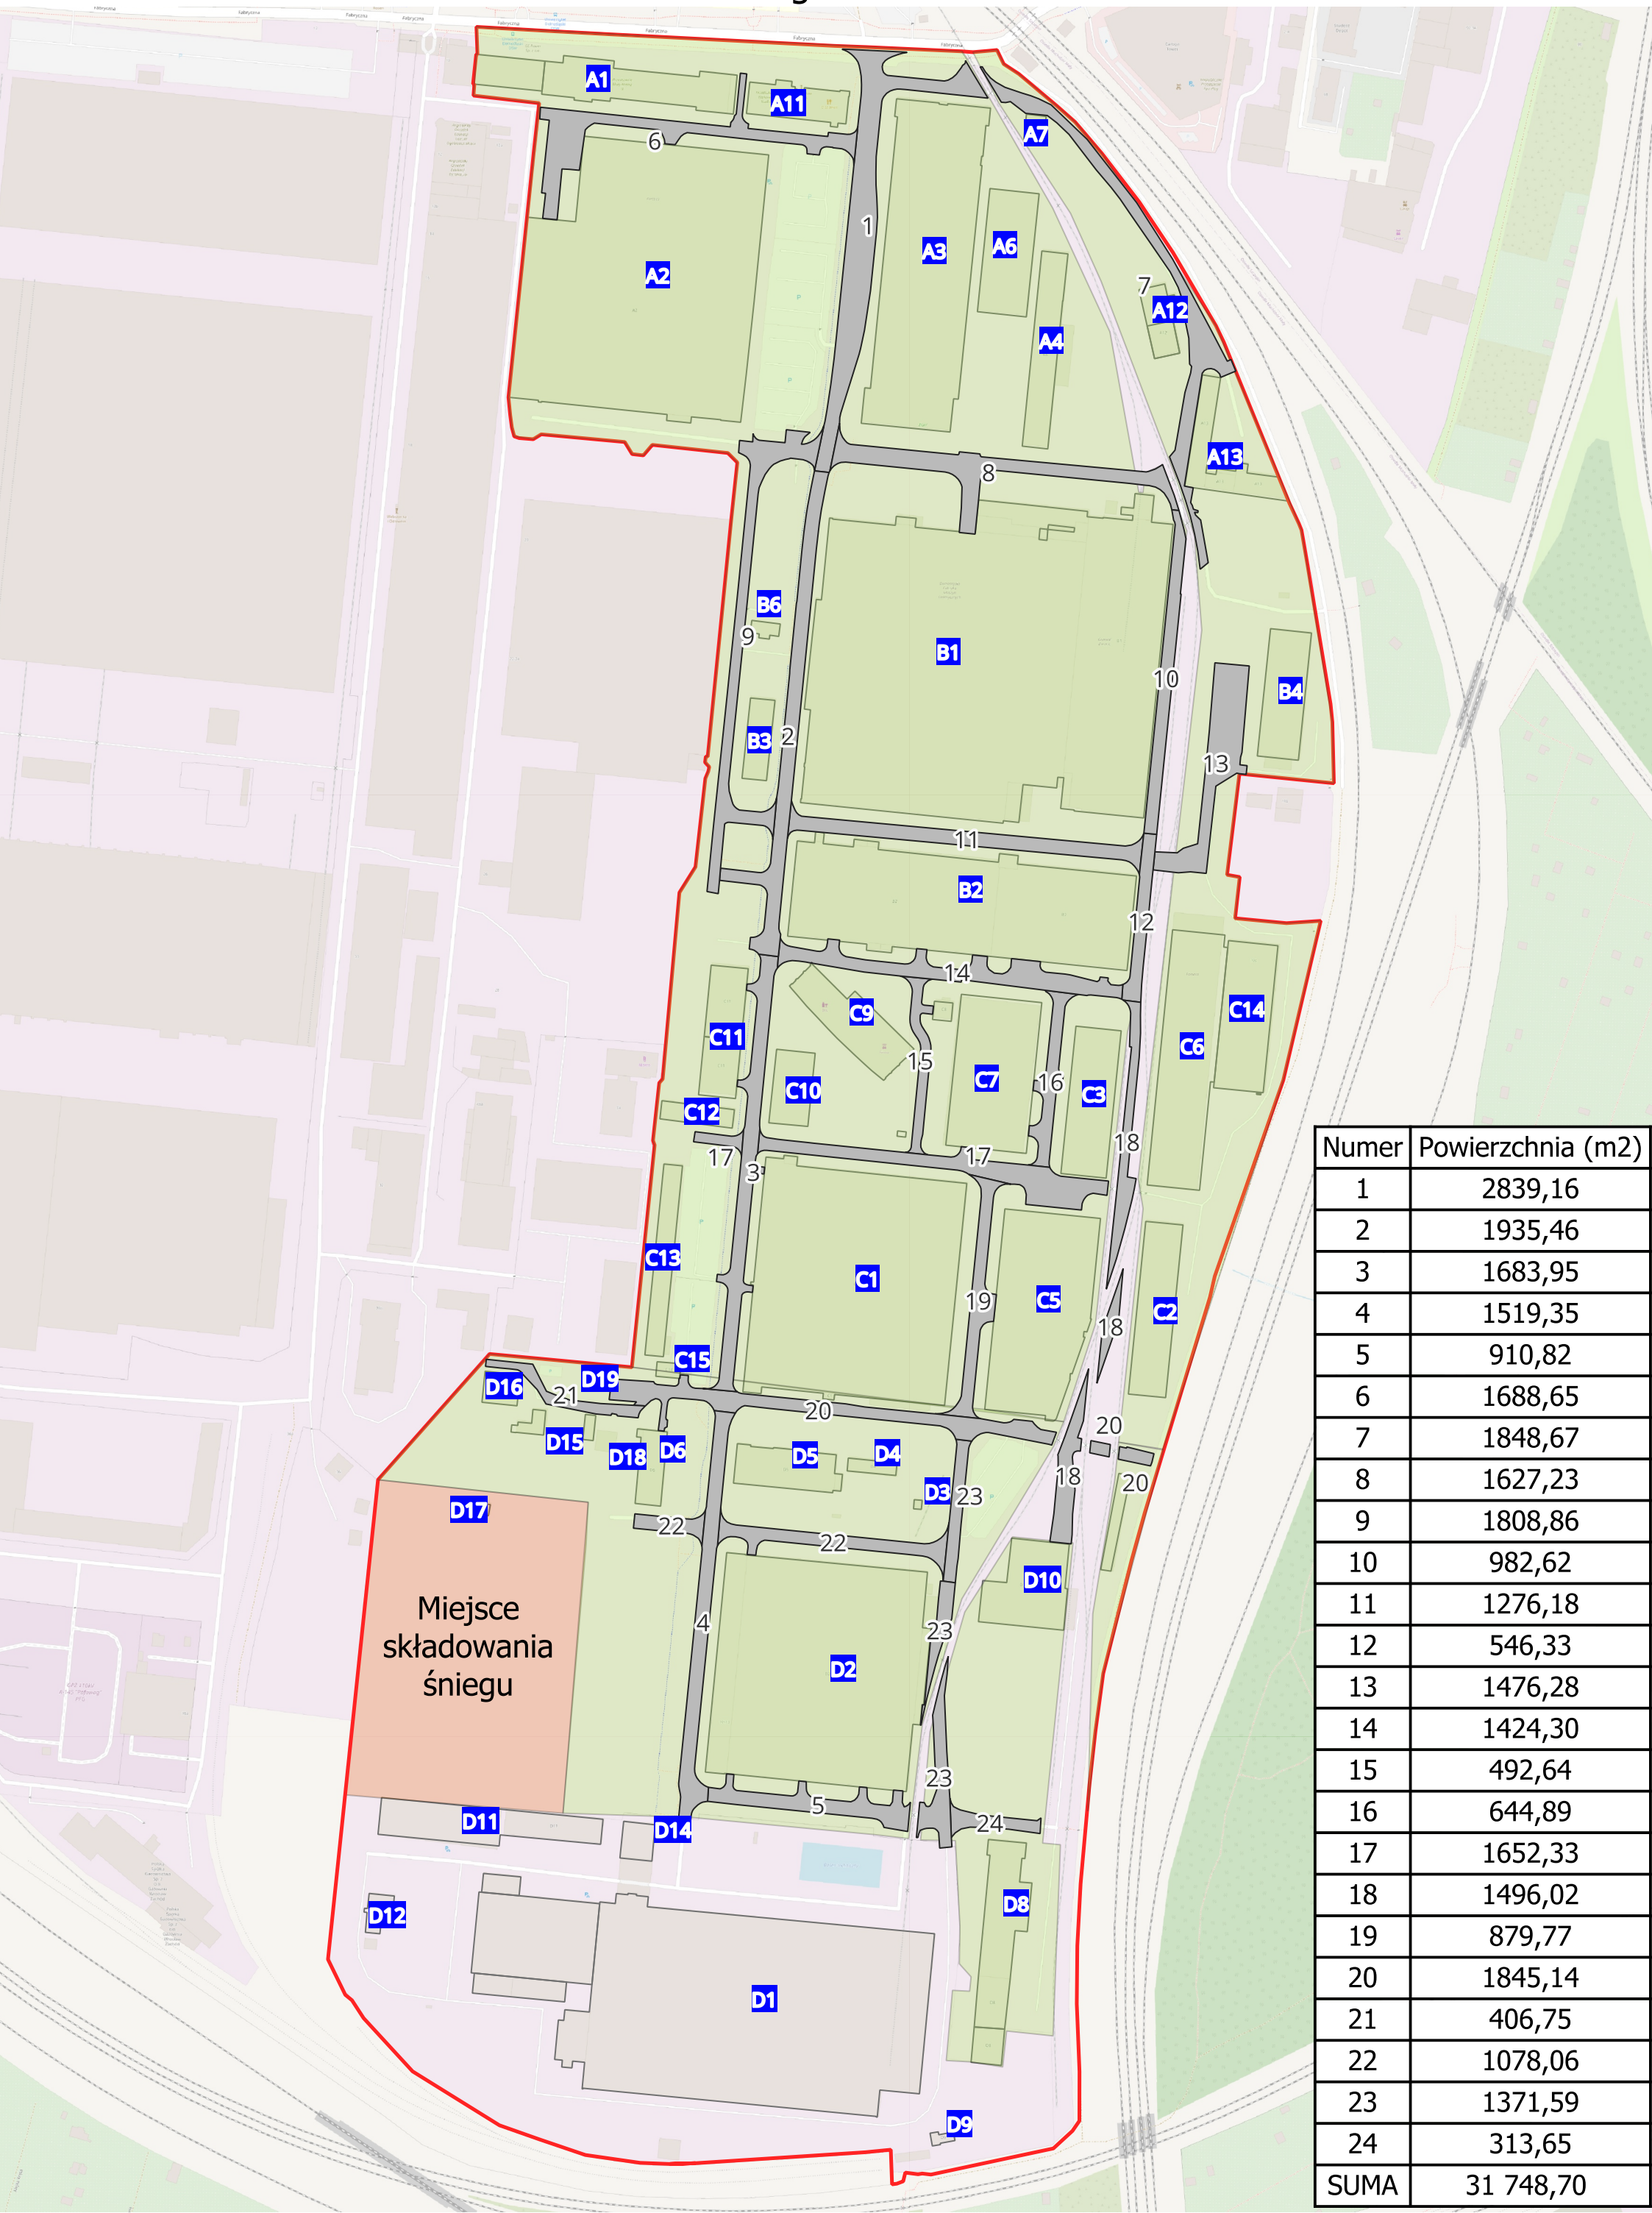 Fabryczna
Fabryczna
Fabryczna
Fabryczna
Fabryczna
Fabryczna
Fabryczna
Fabryczna
A1
A11
A7
6
1
A3
A6
A2
7
A12
A4
A13
8
B6
9
B1
10
B4
B3
2
13
11
B2
12
14
C9
C14
C11
C6
15
C7
16
C10
C3
C12
17
17
18
3
C13
C1
19
C5
C2
18
C15
D19
D16
21
20
20
D15
D18
D6
D5
D4
18
20
D3
23
D17
22
22
D10
Miejsce
składowania
śniegu
4
23
D2
23
5
D11
D14
24
D8
D12
D1
D9
Numer Powierzchnia (m2)
1 2839,16
2 1935,46
3 1683,95
4 1519,35
5 910,82
6 1688,65
7 1848,67
8 1627,23
9 1808,86
10 982,62
11 1276,18
12 546,33
13 1476,28
14 1424,30
15 492,64
16 644,89
17 1652,33
18 1496,02
19 879,77
20 1845,14
21 406,75
22 1078,06
23 1371,59
24 313,65
SUMA 31 748,70